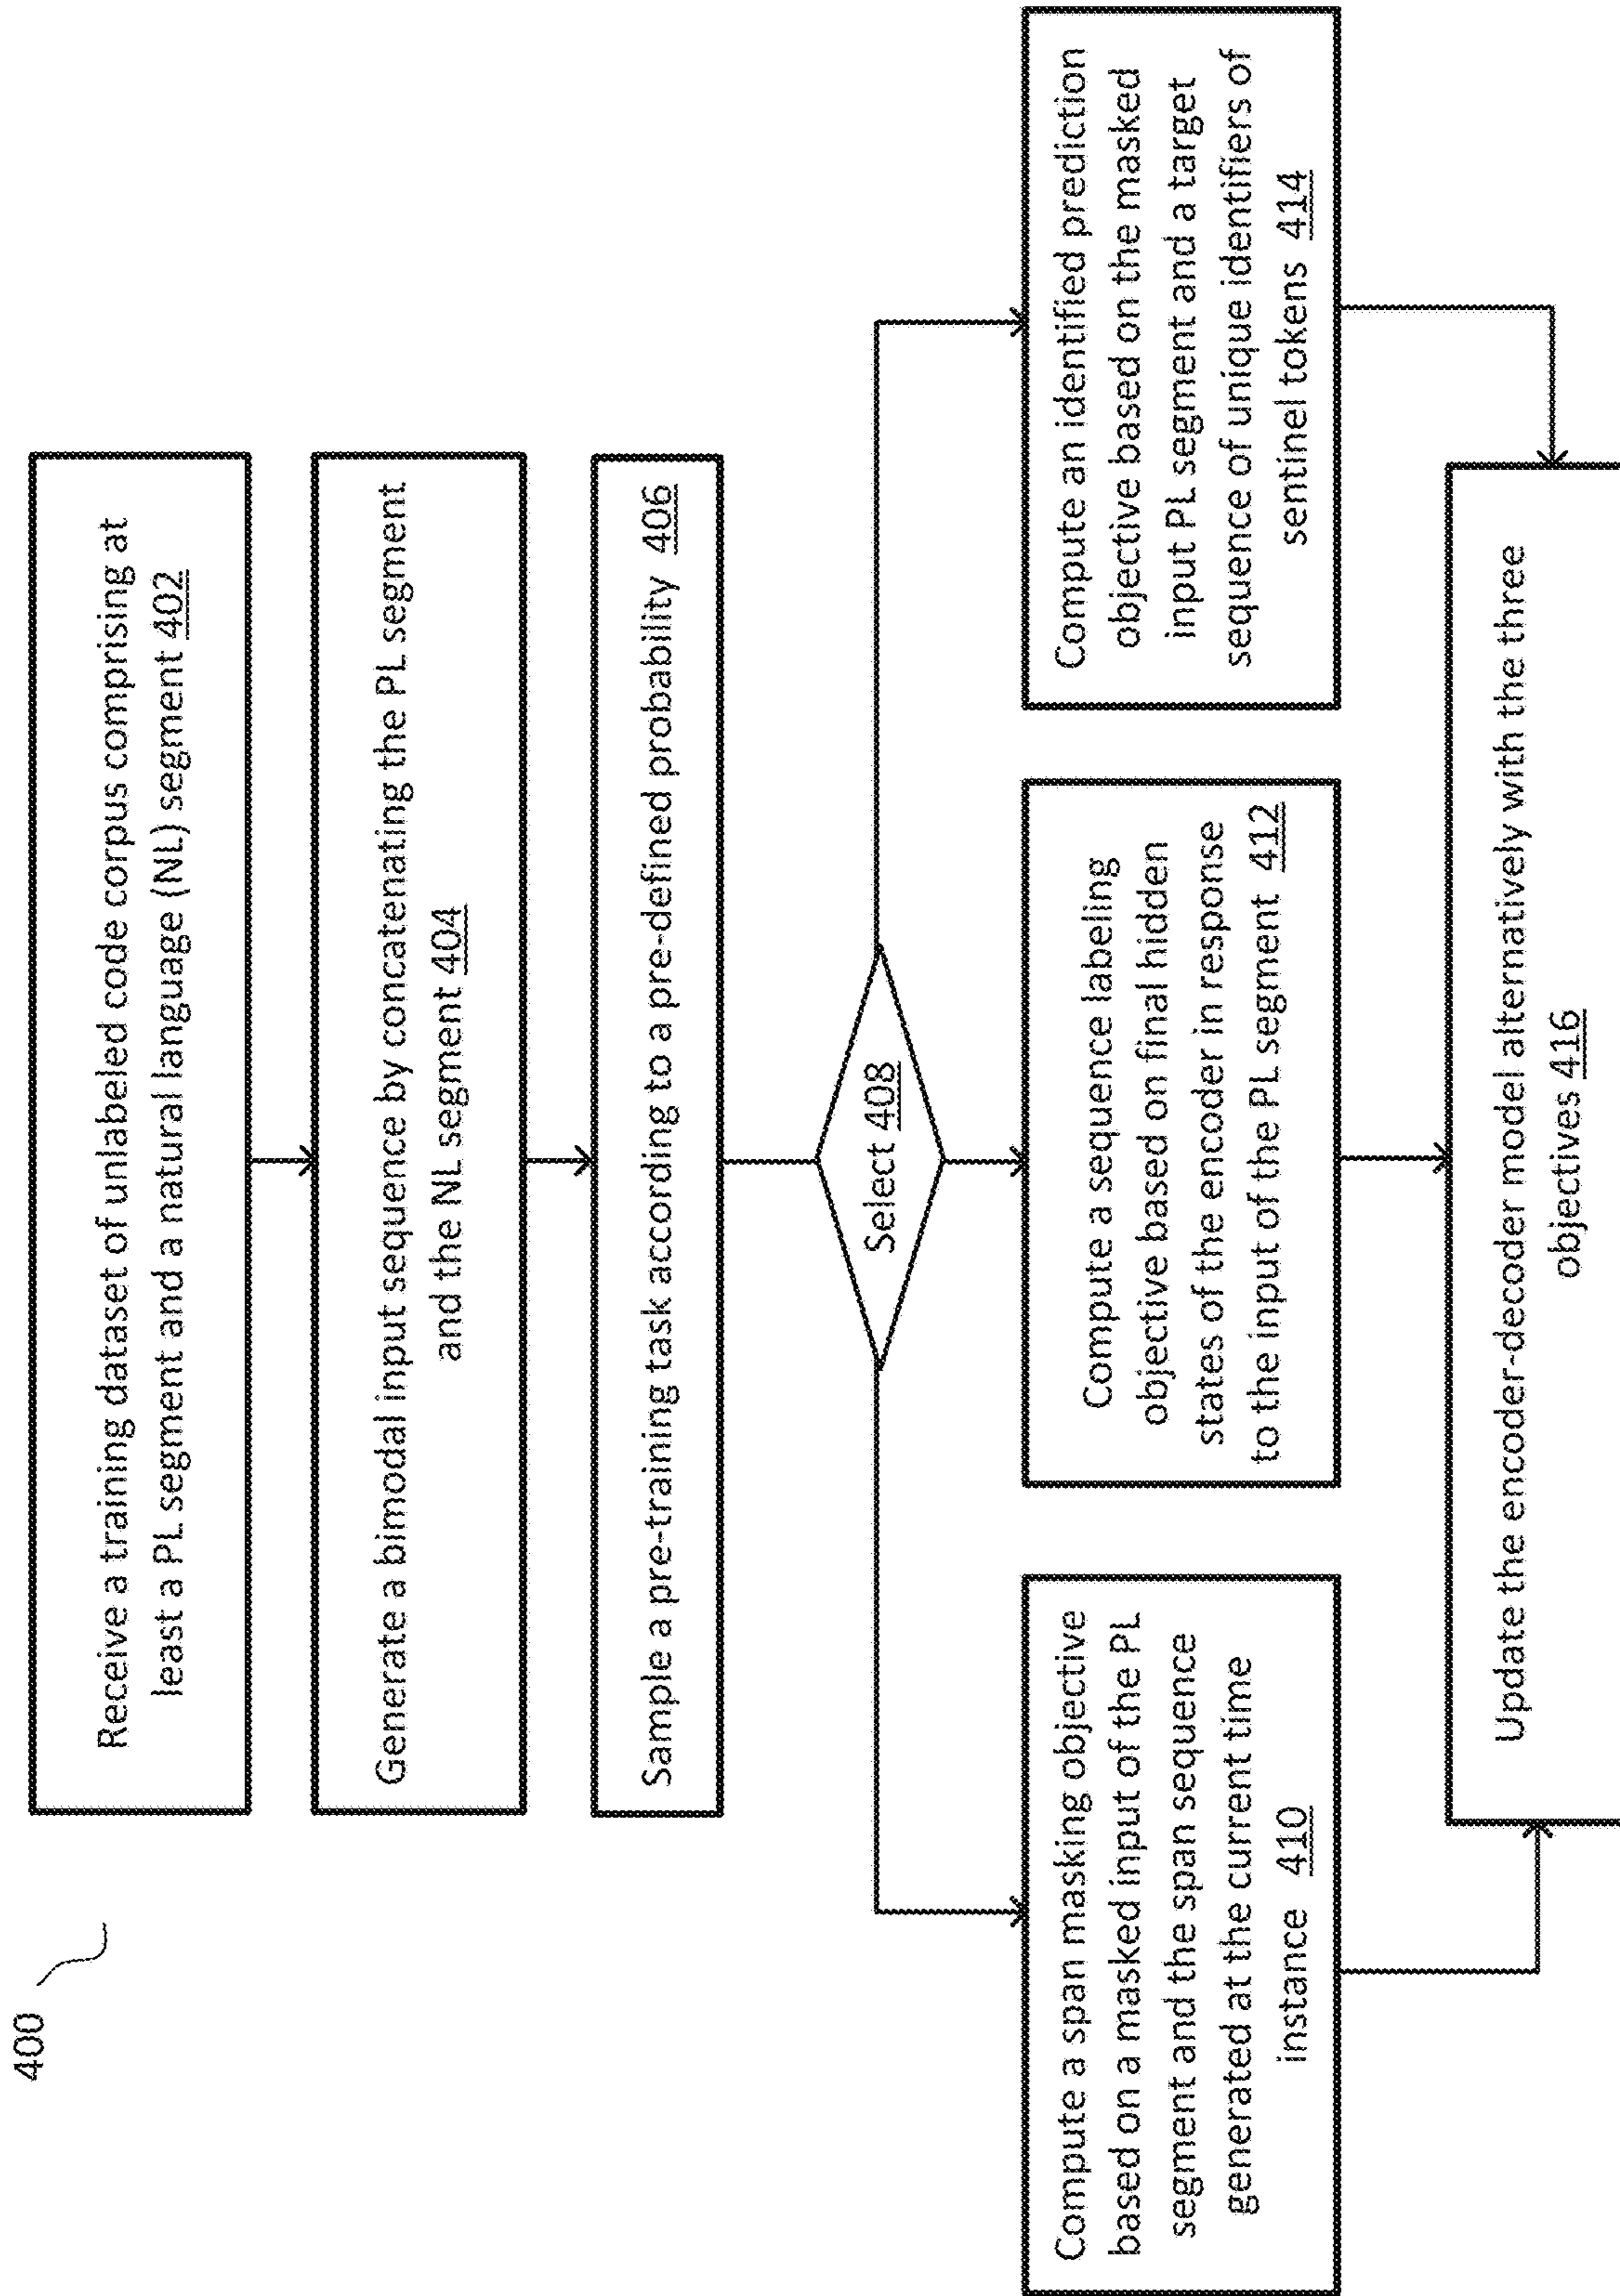 400
Receive a training dataset of unlabeled code corpus comprising at
least a PL segment and a natural language (NL) segment 402
Generate a bimodal input sequence by concatenating the PL segment
and the NL segment 404
Sample a pre-training task according to a pre-defined probability 406
Select 408
Compute a span masking objective
based on a masked input of the PL
segment and the span sequence
generated at the current time
instance 410
Compute a sequence labeling
objective based on final hidden
states of the encoder in response
to the input of the PL segment 412
Compute an identified prediction
objective based on the masked
input PL segment and a target
sequence of unique identifiers of
sentinel tokens 414
Update the encoder-decoder model alternatively with the three
objectives 416